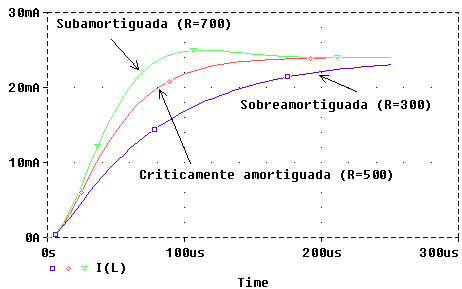 30mA
Subamortiguada (R=700)
20mA
Sobreamortiguada (R=300)
10mA
Criticamente amortiguada (R=500)
0A
0s 100us 200us 300us
I(L)
Time